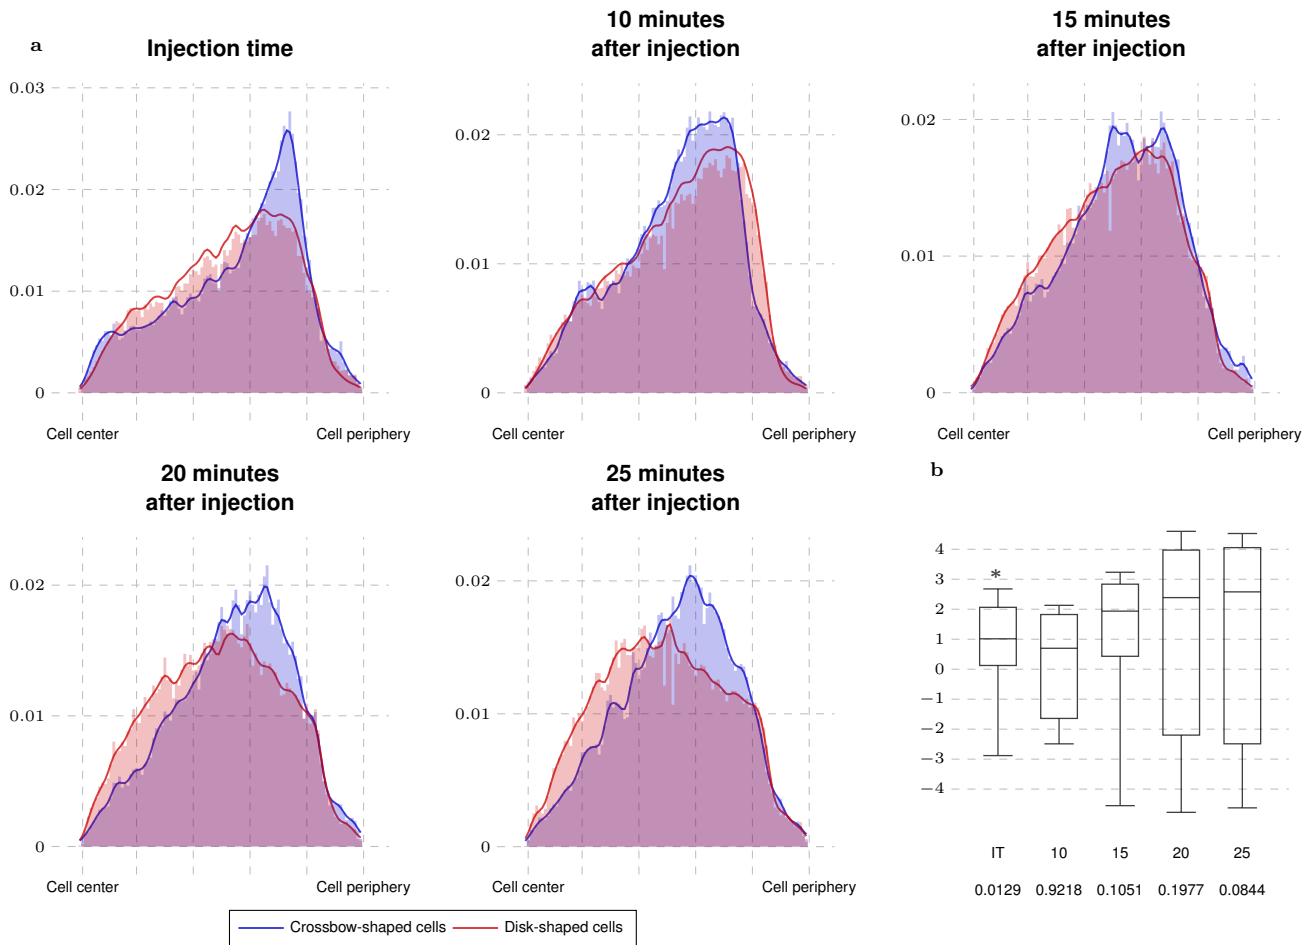 a
Injection time
0.03
0.02
0.01
0
Cell center
Cell periphery
10 minutes
after injection
0.02
0.01
0
Cell center
Cell periphery
15 minutes
after injection
0.02
0.01
0
Cell center
Cell periphery
20 minutes
after injection
0.02
0.01
0
Cell center
Cell periphery
25 minutes
after injection
0.02
0.01
0
Cell center
Cell periphery
b
4
3
2
1
0
−1
−2
−3
−4
*
IT 10 15 20 25
0.0129 0.9218 0.1051 0.1977 0.0844
Crossbow-shaped cells Disk-shaped cells